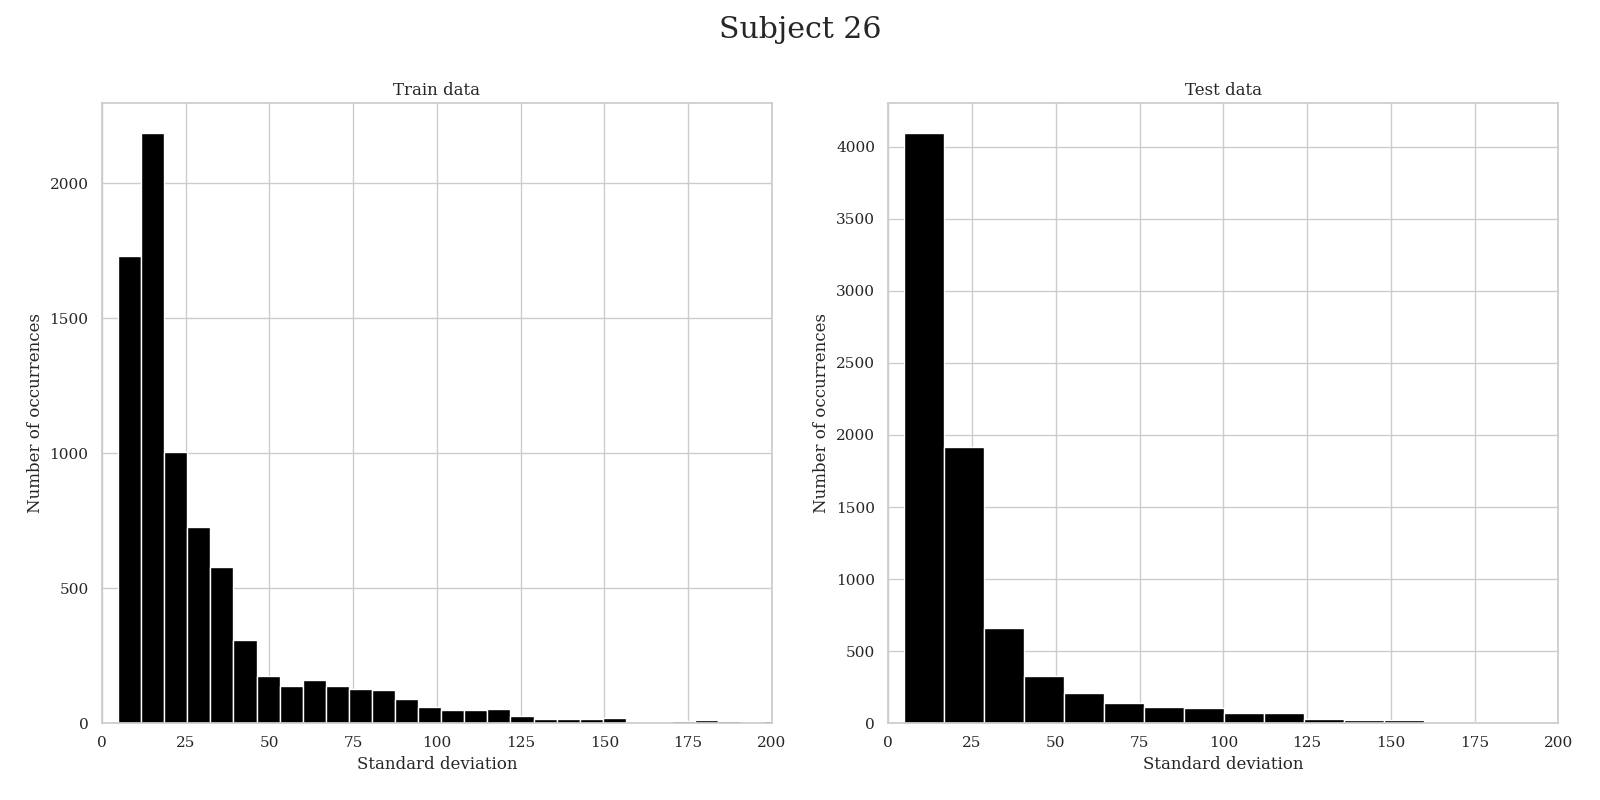 Subject 26
Train data
2000
1500
1000
500
0
0 25 50 75 100 125 150 175 200
Number of occurrences
Standard deviation
Test data
4000
3500
3000
2500
2000
1500
1000
500
0
0 25 50 75 100 125 150 175 200
Number of occurrences
Standard deviation